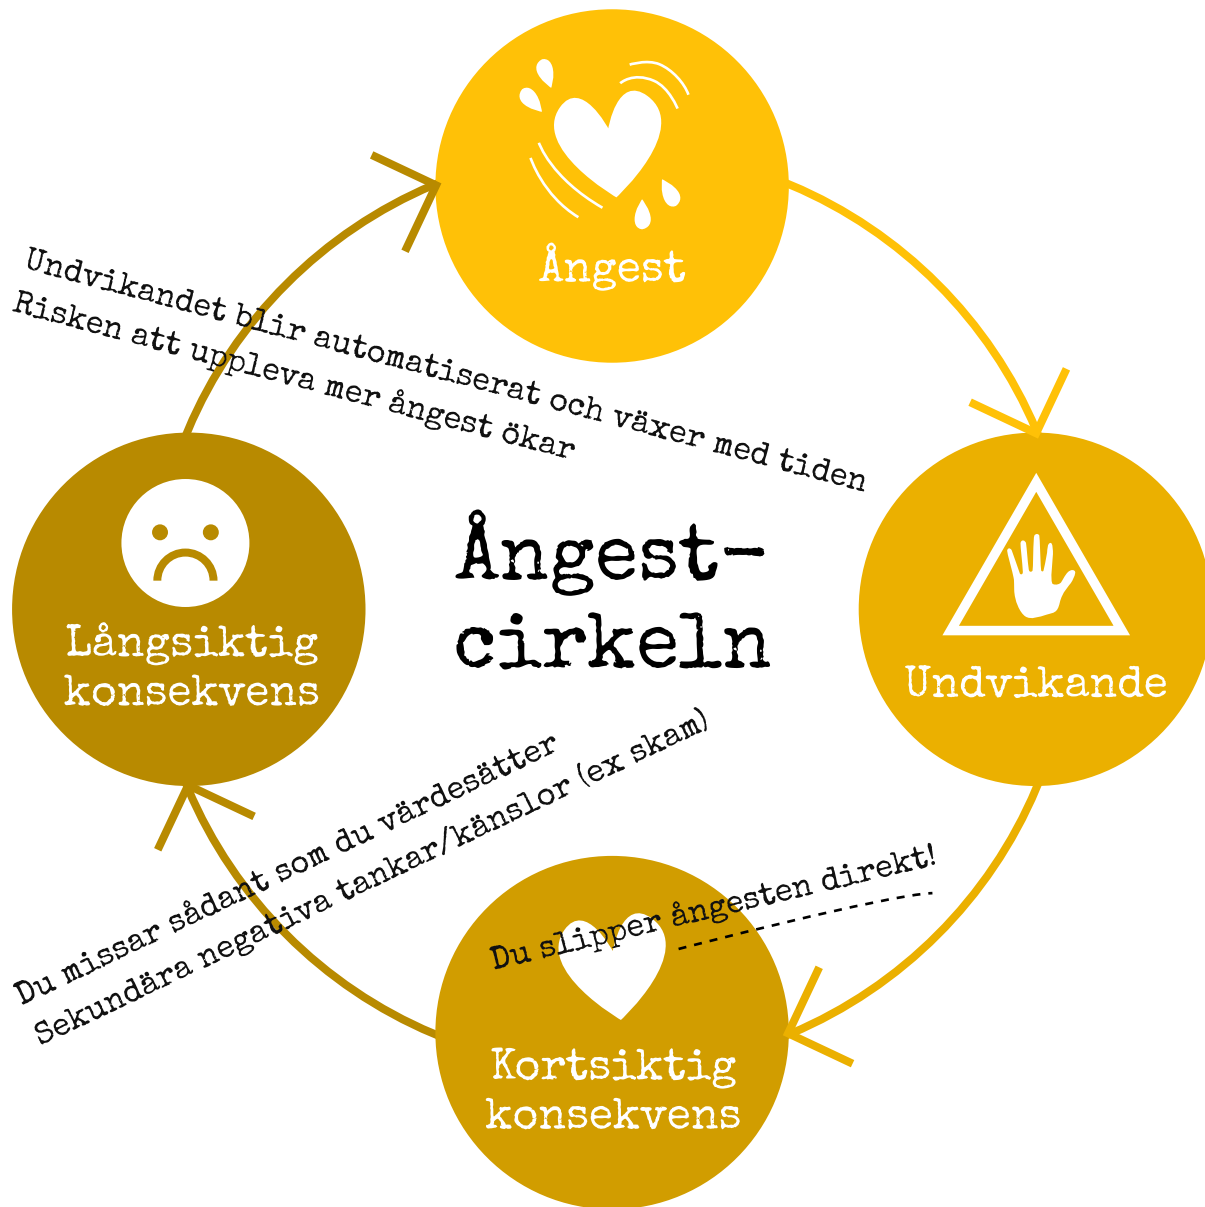 Ångest
Undvikandet blir automatiserat och växer med tiden
Risken att uppleva mer ångest ökar
Ångest-
cirkeln
Långsiktig
konsekvens
Undvikande
Du missar sådant som du värdesätter
Sekundära negativa tankar/känslor (ex skam)
Du slipper ångesten direkt!
Kortsiktig
konsekvens